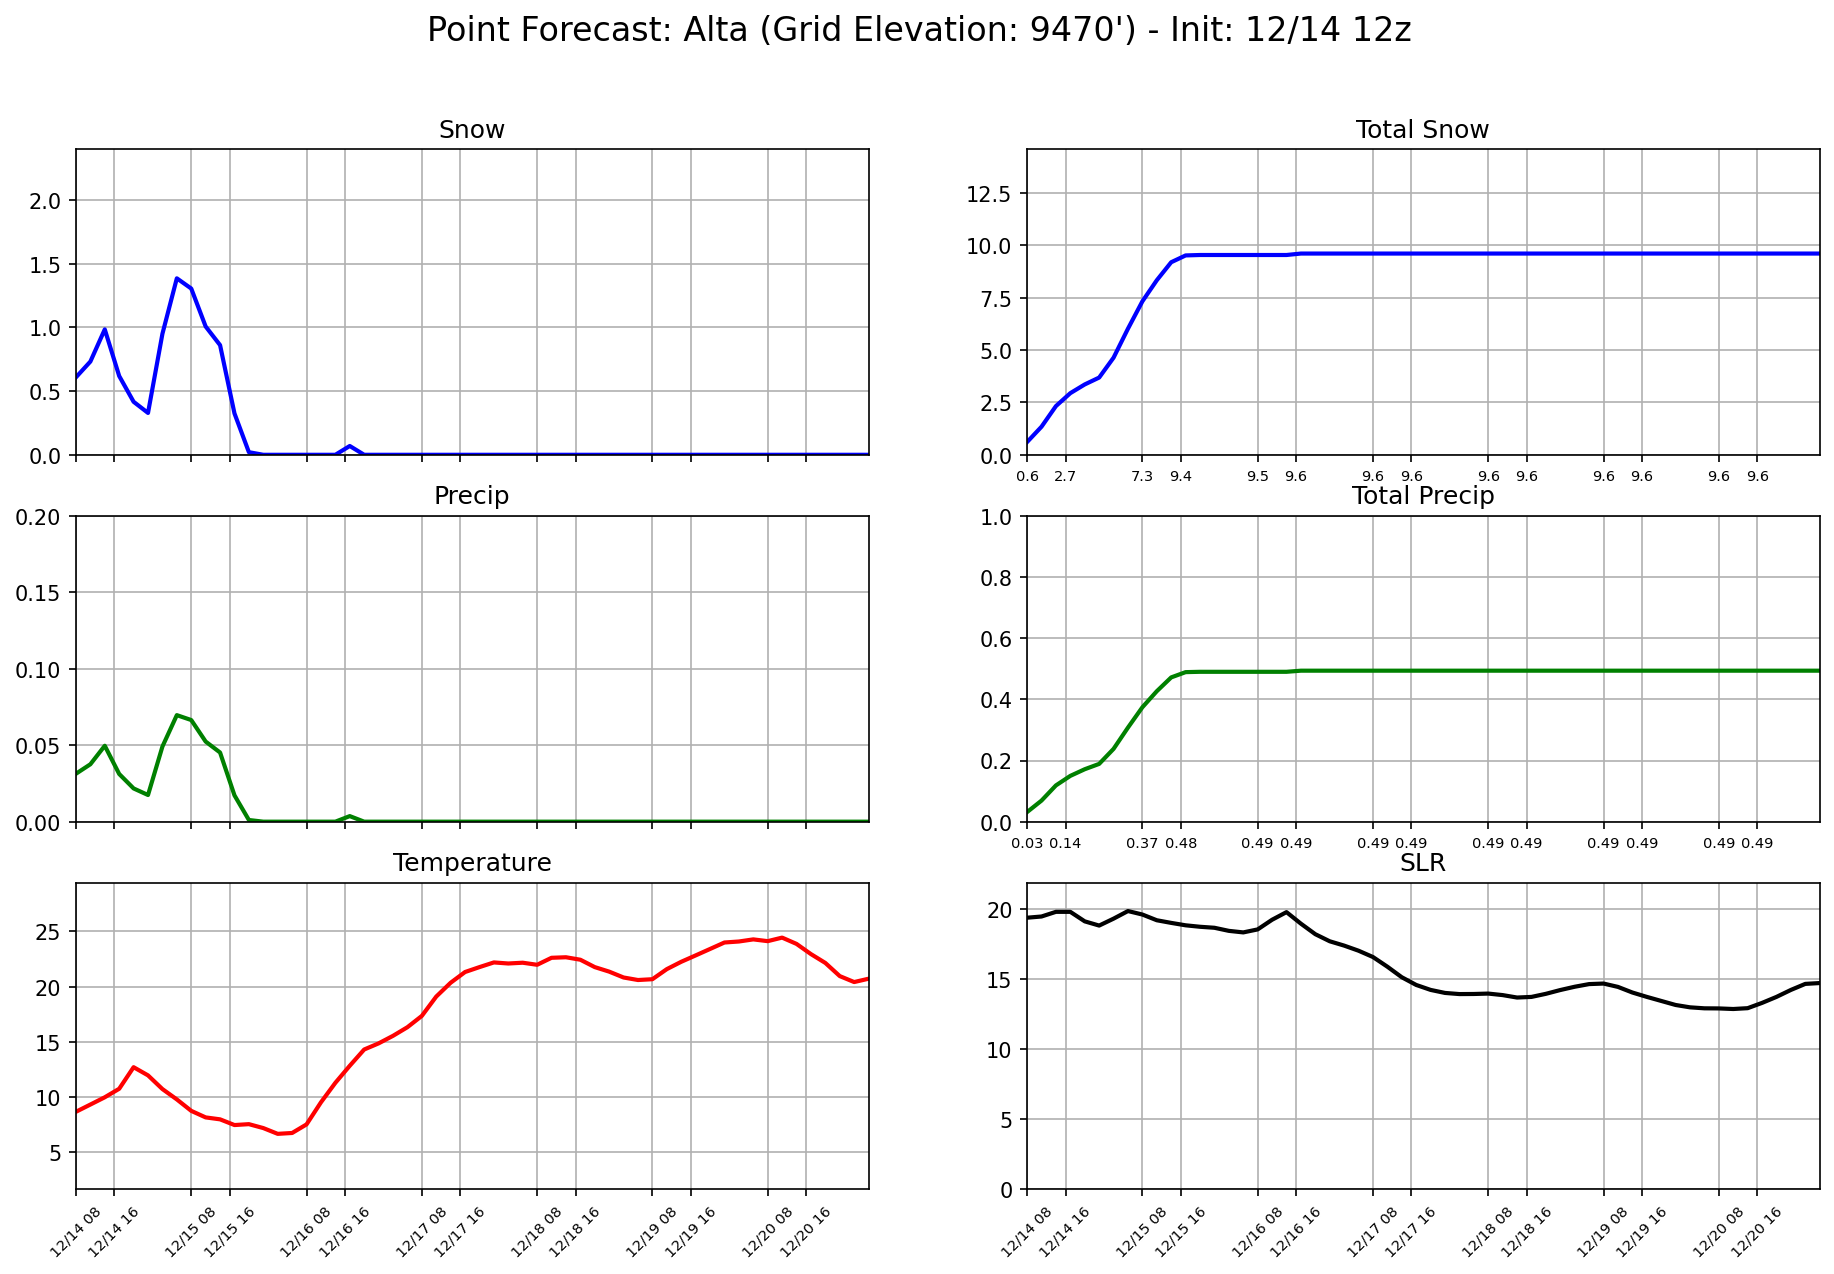 Point Forecast: Alta (Grid Elevation: 9470') - Init: 12/14 12z
Snow
2.0
1.5
1.0
0.5
0.0
Total Snow
12.5
10.0
7.5
5.0
2.5
0.0
0.6 2.7 7.3 9.4 9.5 9.6 9.6 9.6 9.6 9.6 9.6 9.6 9.6 9.6
Precip
0.20
0.15
0.10
0.05
0.00
Total Precip
1.0
0.8
0.6
0.4
0.2
0.0
0.03 0.14 0.37 0.48 0.49 0.49 0.49 0.49 0.49 0.49 0.49 0.49 0.49 0.49
Temperature
25
20
15
10
5
12/14 08 12/14 16 12/15 08 12/15 16 12/16 08 12/16 16 12/17 08 12/17 16 12/18 08 12/18 16 12/19 08 12/19 16 12/20 08 12/20 16
SLR
20
15
10
5
0
12/14 08 12/14 16 12/15 08 12/15 16 12/16 08 12/16 16 12/17 08 12/17 16 12/18 08 12/18 16 12/19 08 12/19 16 12/20 08 12/20 16